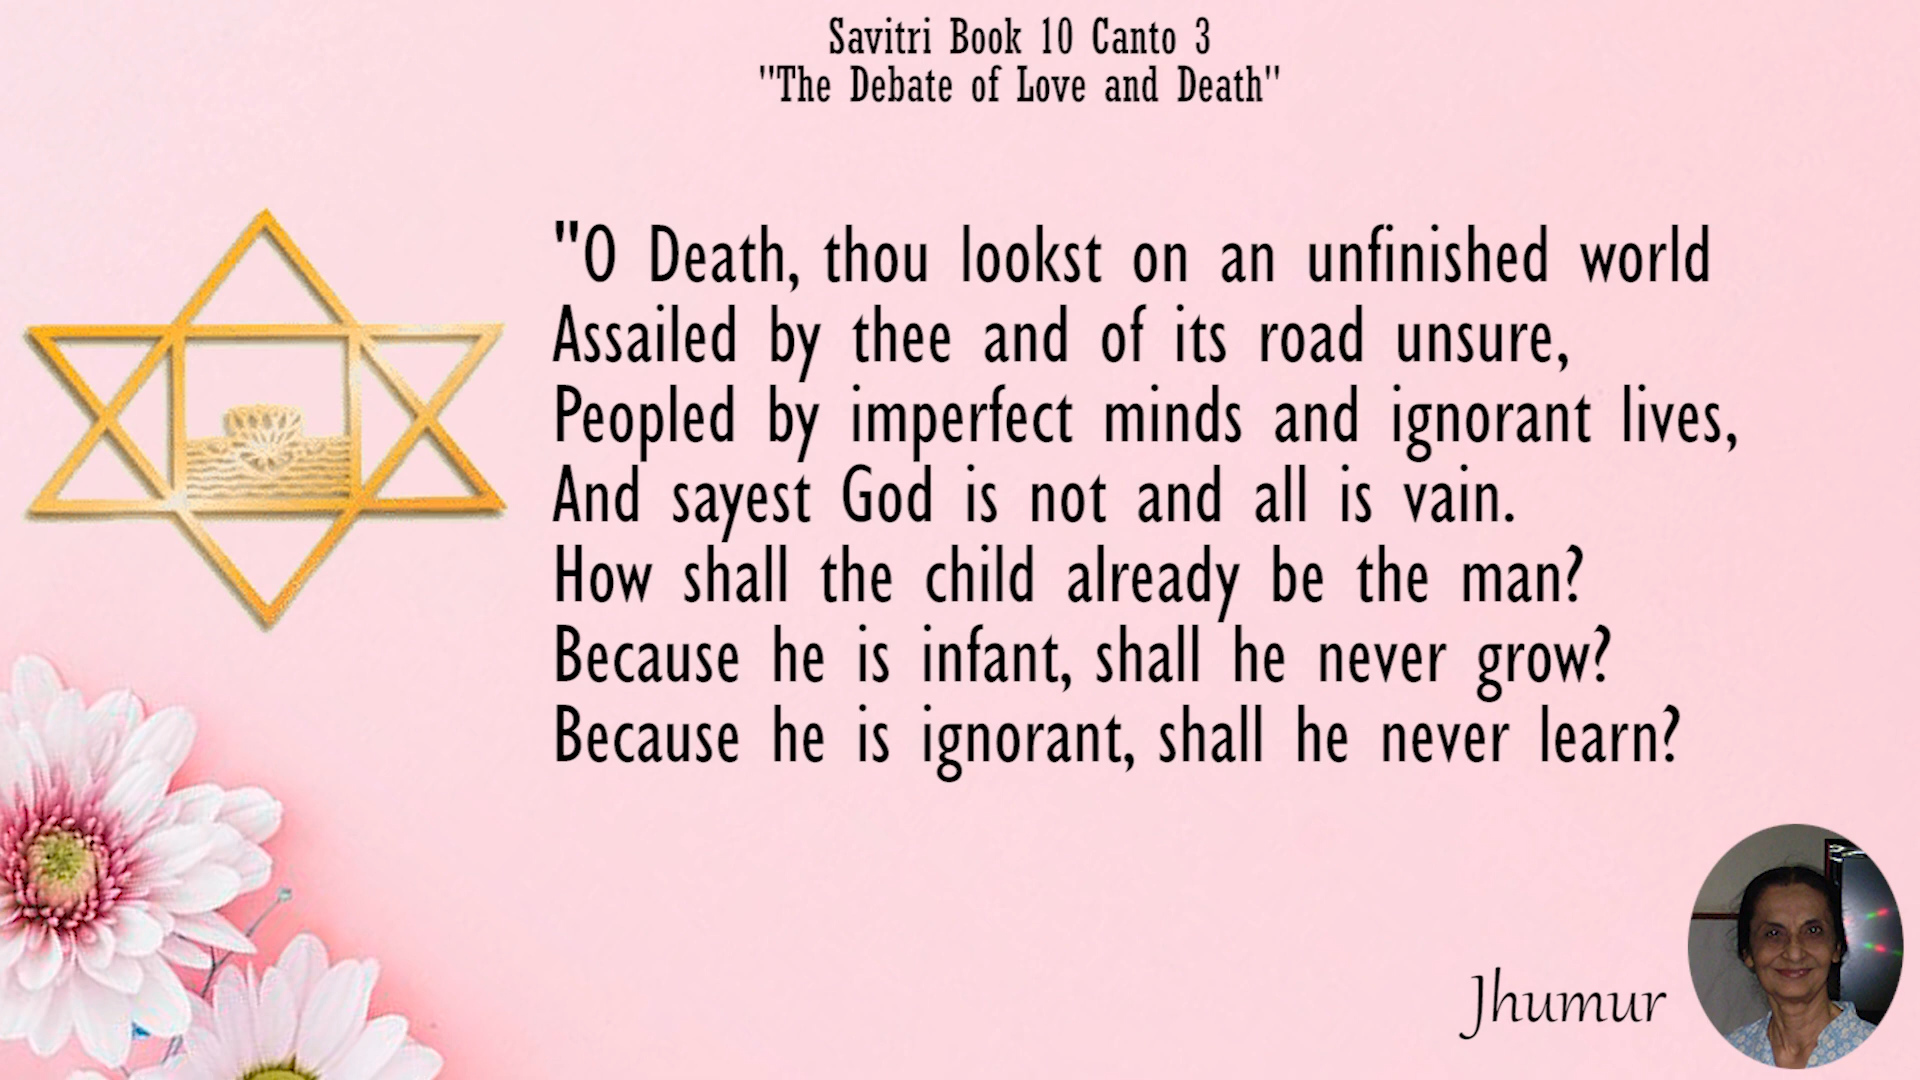 Savitri Book 10 Canto 3
"The Debate of Love and Death"
"O Death, thou lookst on an unfinished world
Assailed by thee and of its road unsure,
Peopled by imperfect minds and ignorant lives,
And sayest God is not and all is vain.
How shall the child already be the man?
Because he is infant, shall he never grow?
Because he is ignorant, shall he never learn?
Jhumur